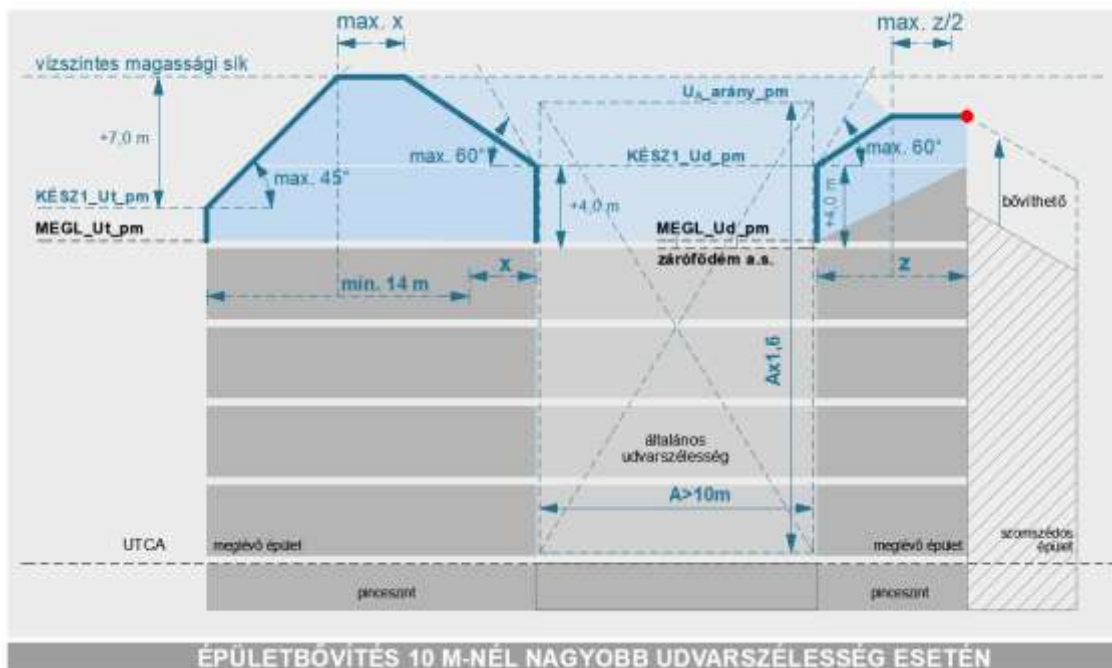 max. x
max. z/2
vízszintes magassági sík
U_A_arány_pm
+7,0 m
max. 60°
KÉSZ1_Ud_pm
max. 60°
max. 45°
KÉSZ1_Ut_pm
+4,0 m
+4,0 m
bővíthető
MEGL_Ut_pm
MEGL_Ud_pm
zárófödém a.s.
x
z
min. 14 m
Ax1,6
általános
udvarszélesség
A>10m
UTCA
meglévő épület
meglévő épület
szomszédos
épület
pinceszint
pinceszint
ÉPÜLETBŐVÍTÉS 10 M-NÉL NAGYOBB UDVARSZÉLESSÉG ESETÉN